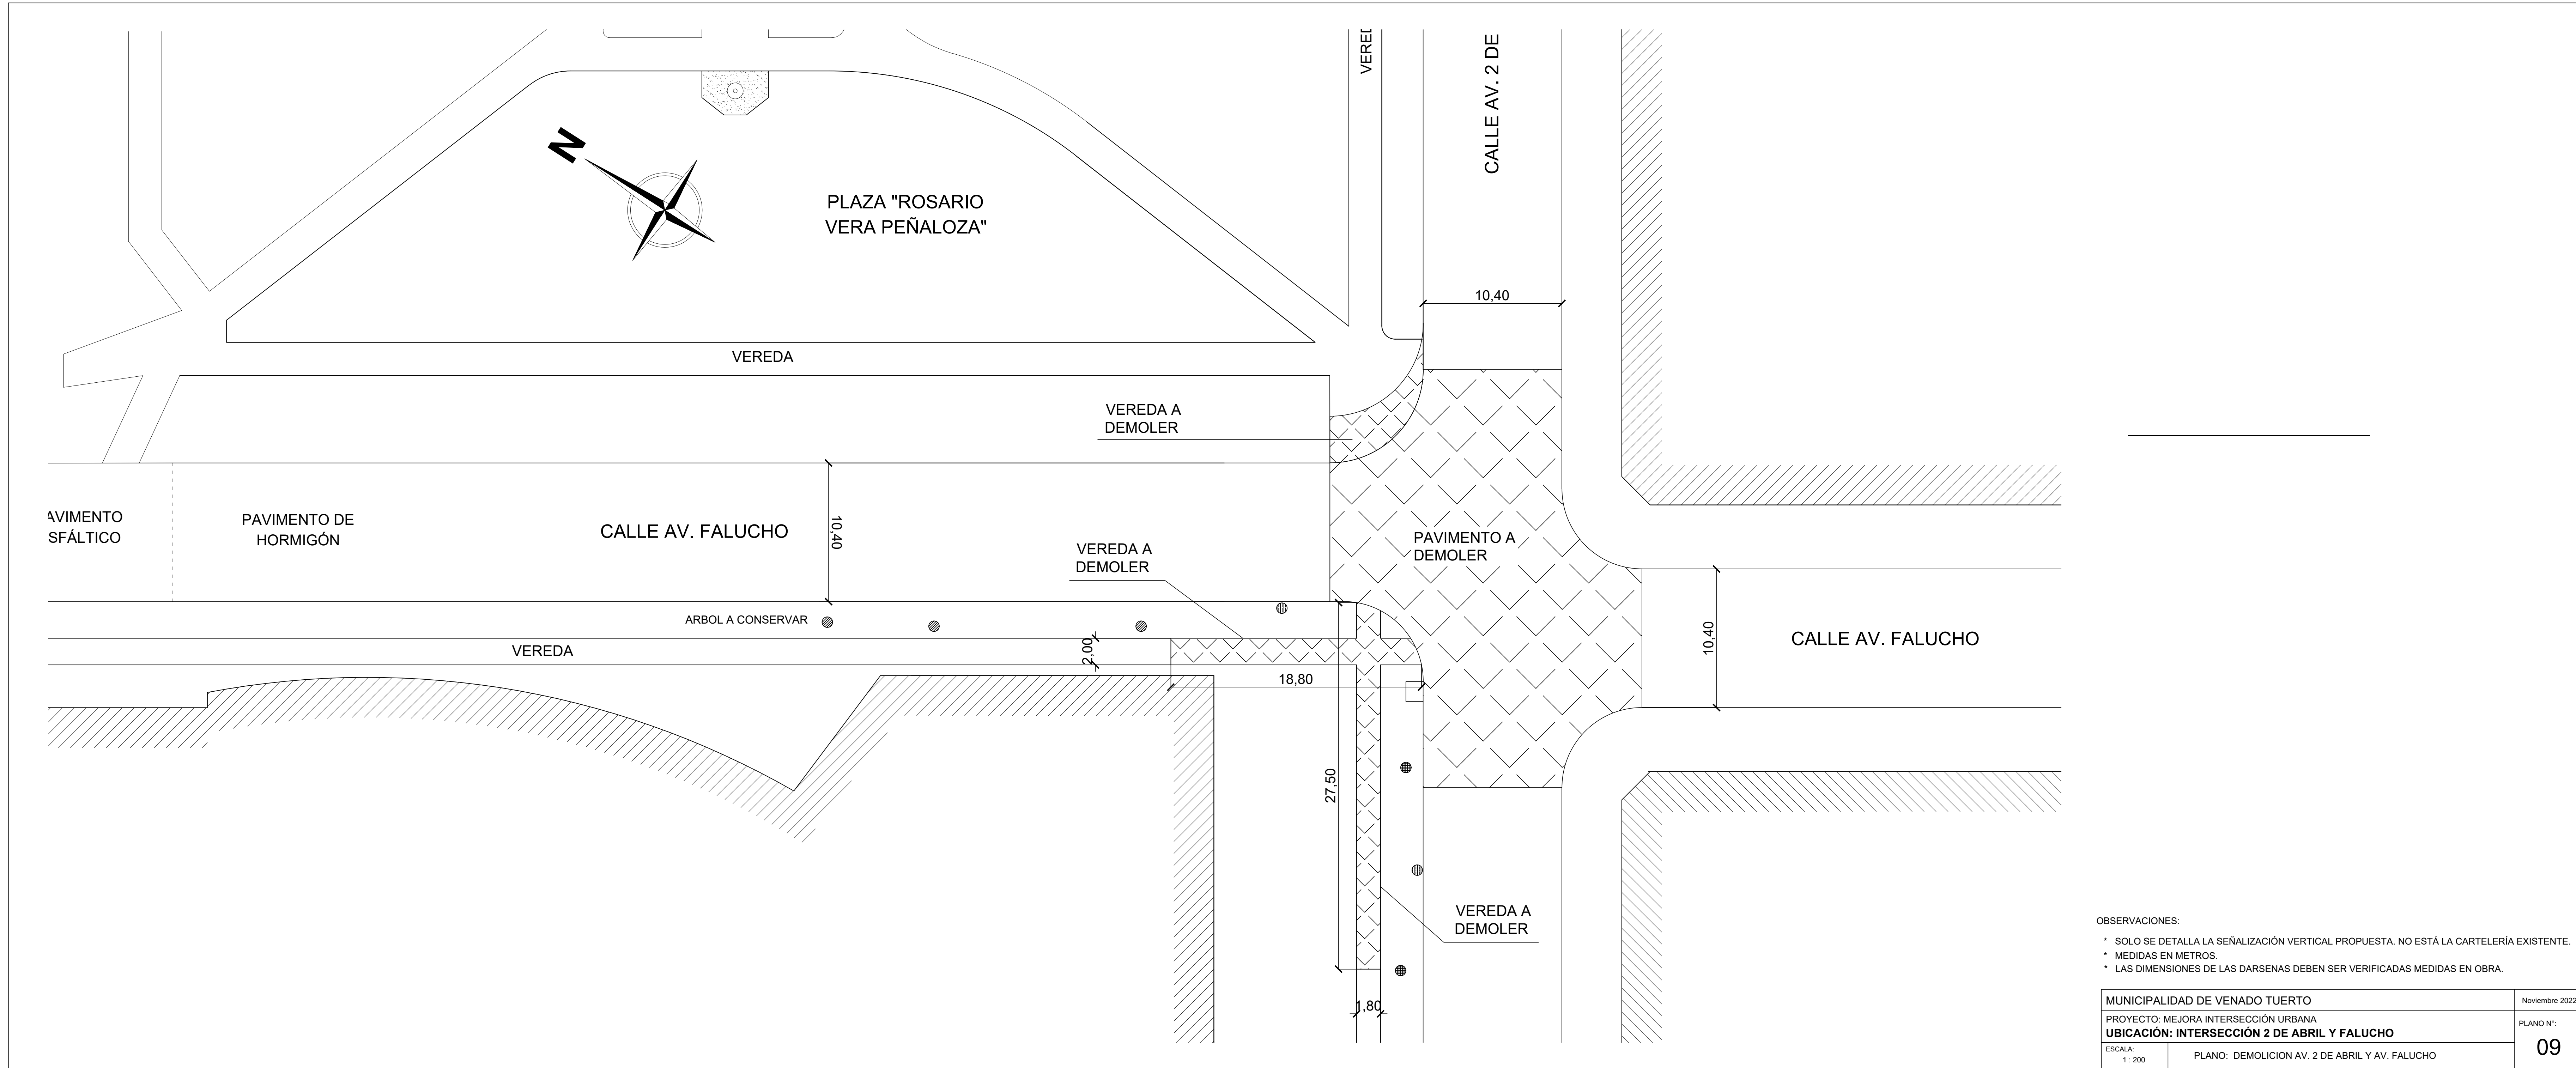 VERED
CALLE AV. 2 DE
N
PLAZA "ROSARIO
VERA PEÑALOZA"
10,40
VEREDA
VEREDA A
DEMOLER
AVIMENTO
SFÁLTICO
PAVIMENTO DE
HORMIGÓN
CALLE AV. FALUCHO
10,40
VEREDA A
DEMOLER
PAVIMENTO A
DEMOLER
ARBOL A CONSERVAR
VEREDA
2,00
18,80
10,40
CALLE AV. FALUCHO
27,50
VEREDA A
DEMOLER
1,80
OBSERVACIONES:
* SOLO SE DETALLA LA SEÑALIZACIÓN VERTICAL PROPUESTA. NO ESTÁ LA CARTELERÍA EXISTENTE.
* MEDIDAS EN METROS.
* LAS DIMENSIONES DE LAS DARSENAS DEBEN SER VERIFICADAS MEDIDAS EN OBRA.
MUNICIPALIDAD DE VENADO TUERTO
Noviembre 2022
PROYECTO: MEJORA INTERSECCIÓN URBANA
UBICACIÓN: INTERSECCIÓN 2 DE ABRIL Y FALUCHO
PLANO N°:
09
ESCALA:
1 : 200
PLANO: DEMOLICION AV. 2 DE ABRIL Y AV. FALUCHO